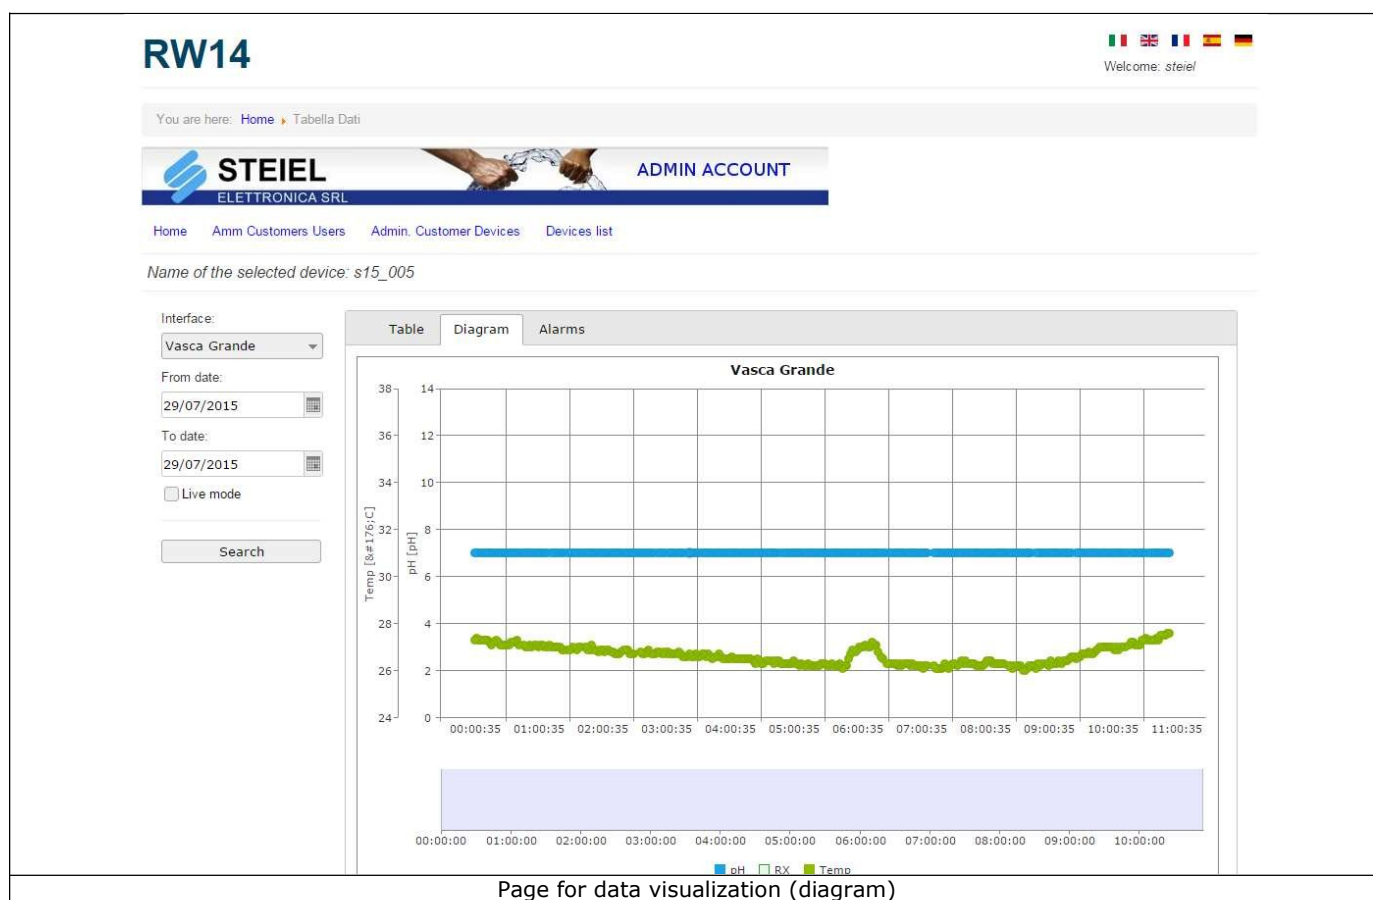 RW14
Welcome: steiel
You are here: Home Tabella Dati
STEIEL
ELETTRONICA SRL
ADMIN ACCOUNT
Home Amm Customers Users Admin. Customer Devices Devices list
Name of the selected device: s15_005
Interface:
Vasca Grande
From date:
29/07/2015
To date:
29/07/2015
Live mode
Search
Table Diagram Alarms
Vasca Grande
38 14
36 12
34 10
32 8
30 6
28 4
26 2
24 0
Temp [&#176;C]
pH [pH]
00:00:35 01:00:35 02:00:35 03:00:35 04:00:35 05:00:35 06:00:35 07:00:35 08:00:35 09:00:35 10:00:35 11:00:35
00:00:00 01:00:00 02:00:00 03:00:00 04:00:00 05:00:00 06:00:00 07:00:00 08:00:00 09:00:00 10:00:00
pH RX Temp
Page for data visualization (diagram)